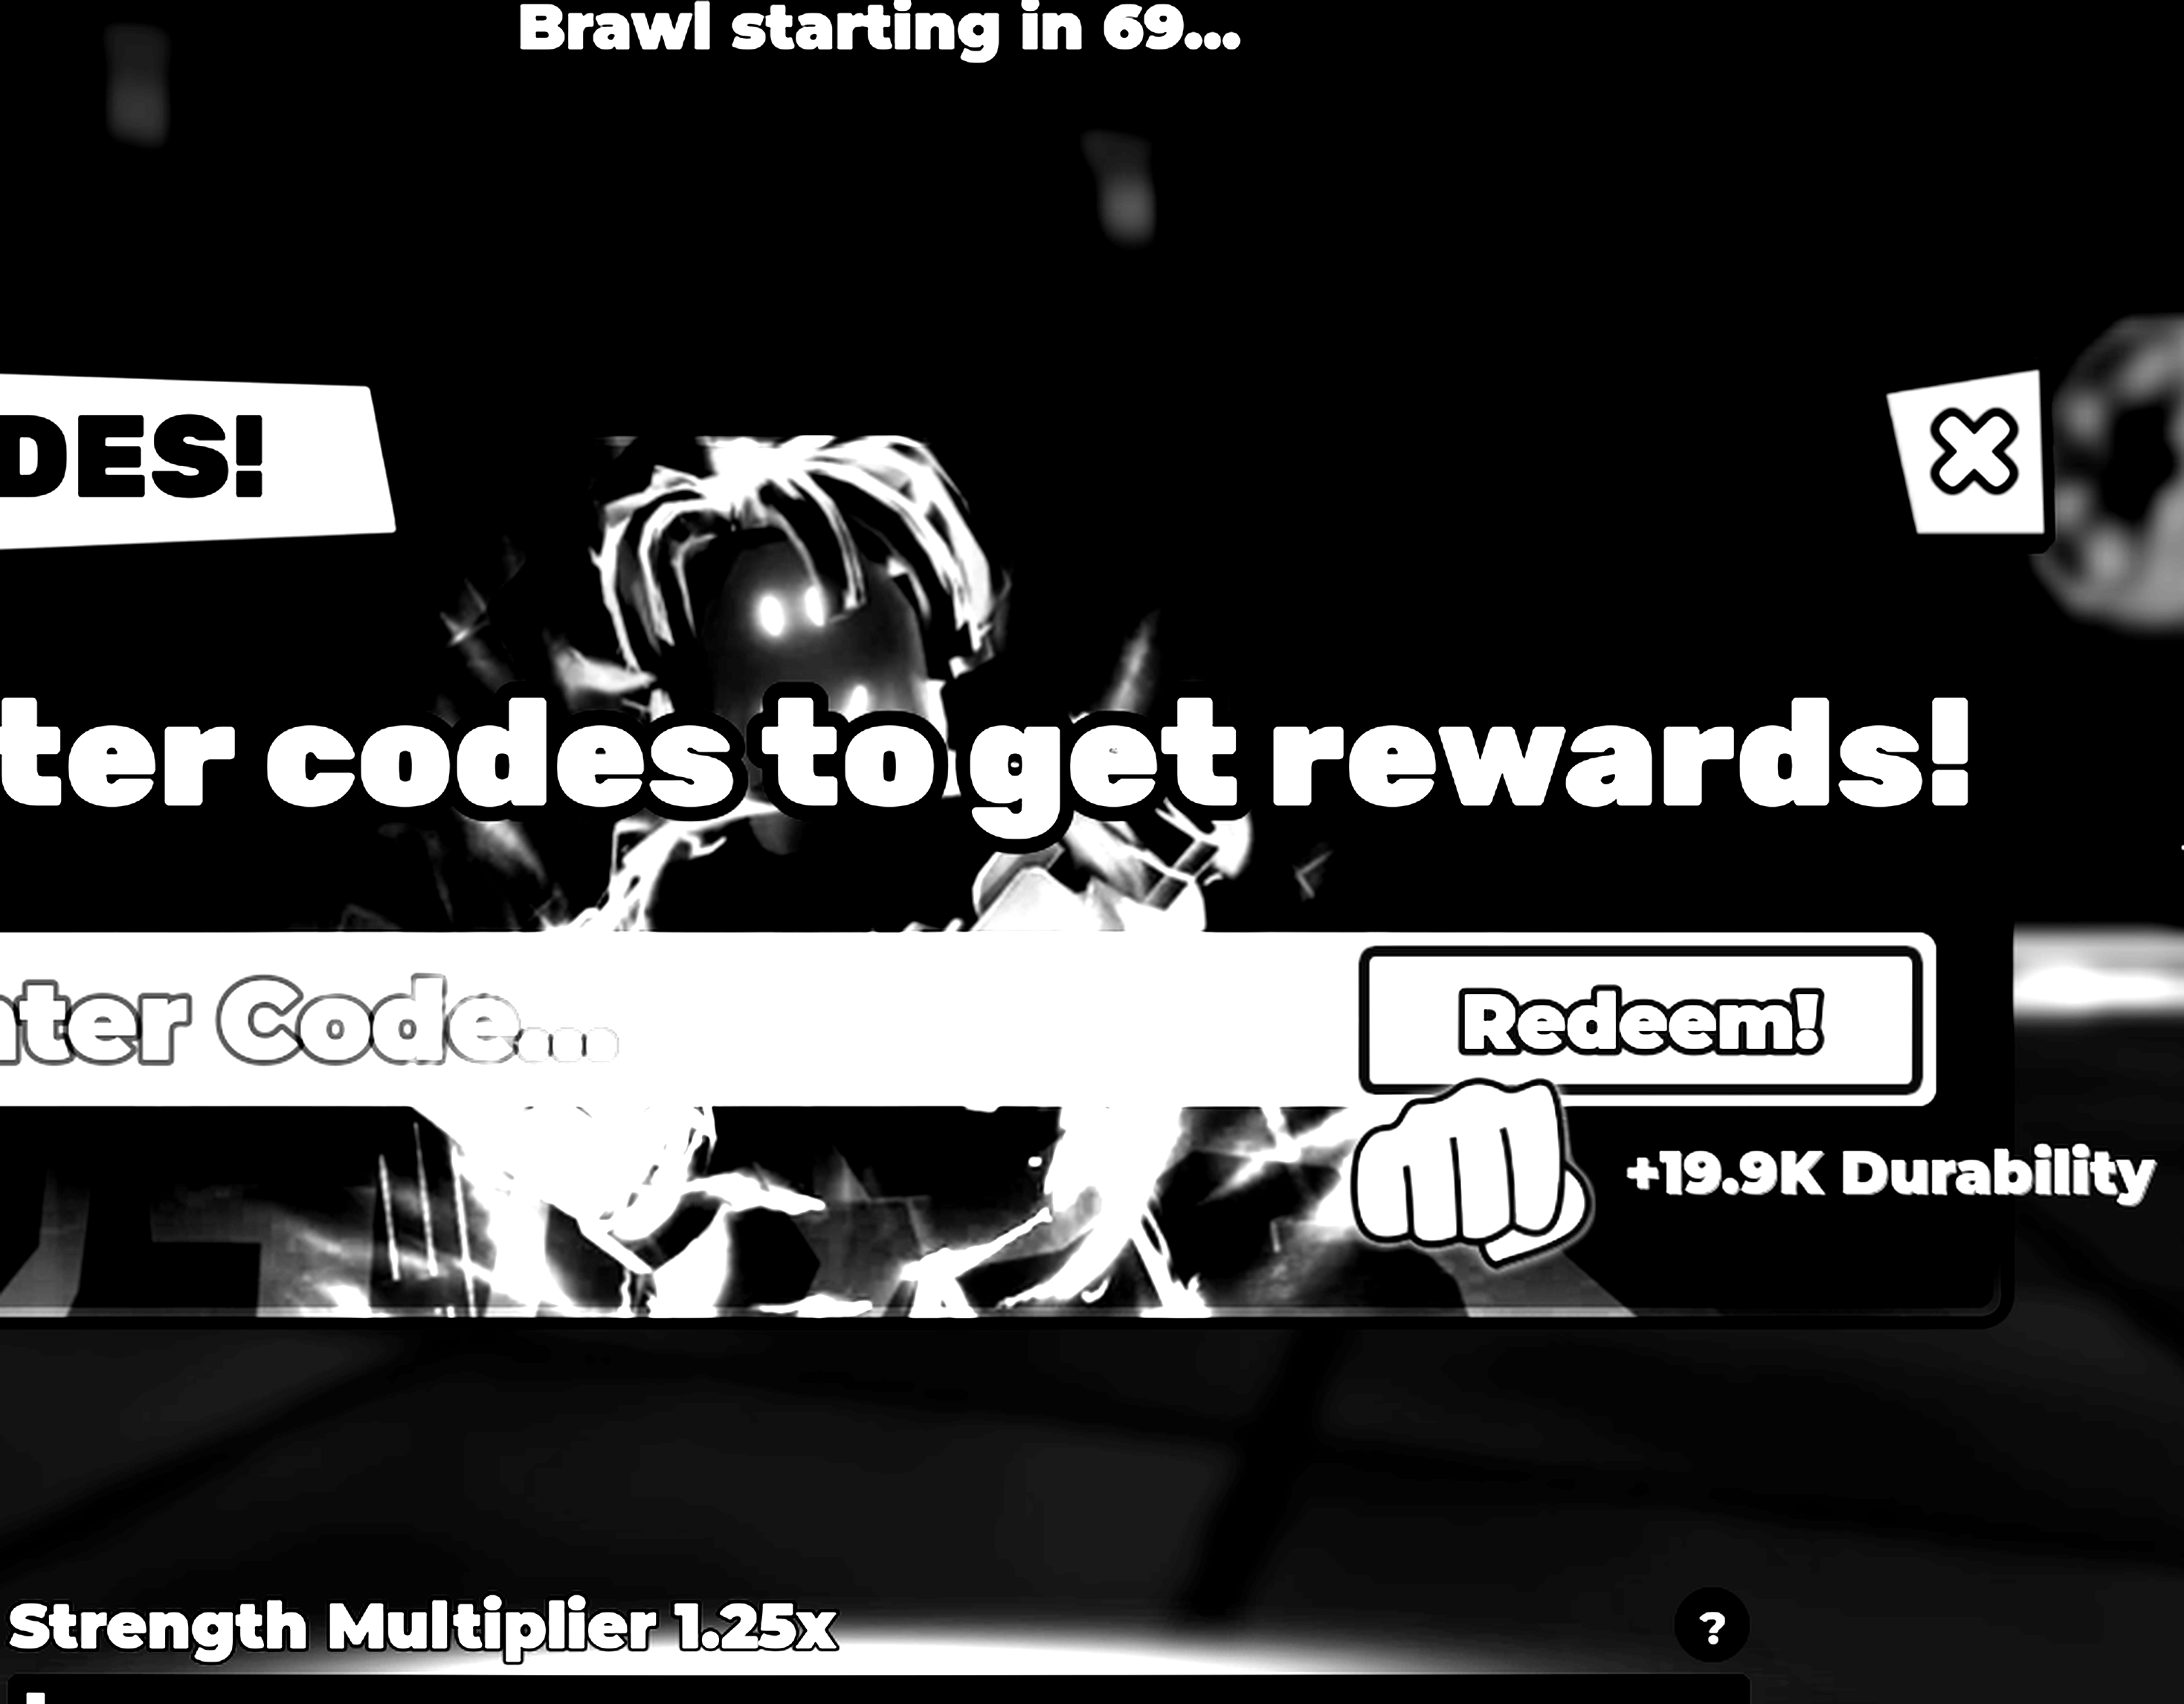 Brawl starting in 69...
DES!
ter codes to get rewards!
ter Code...
Redeem!
+19.9K Durability
Strength Multiplier 1.25x
?